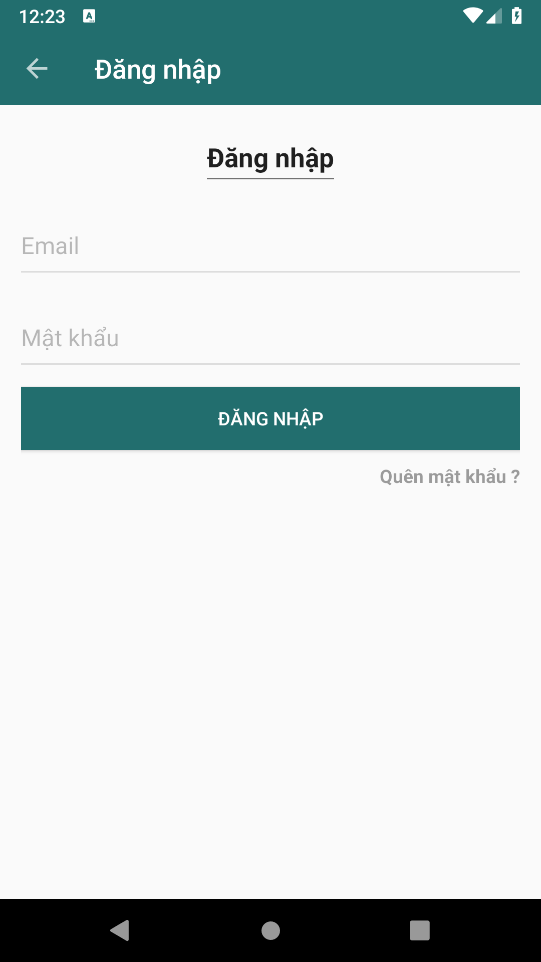 12:23
Đăng nhập
Đăng nhập
Email
Mật khẩu
ĐĂNG NHẬP
Quên mật khẩu ?